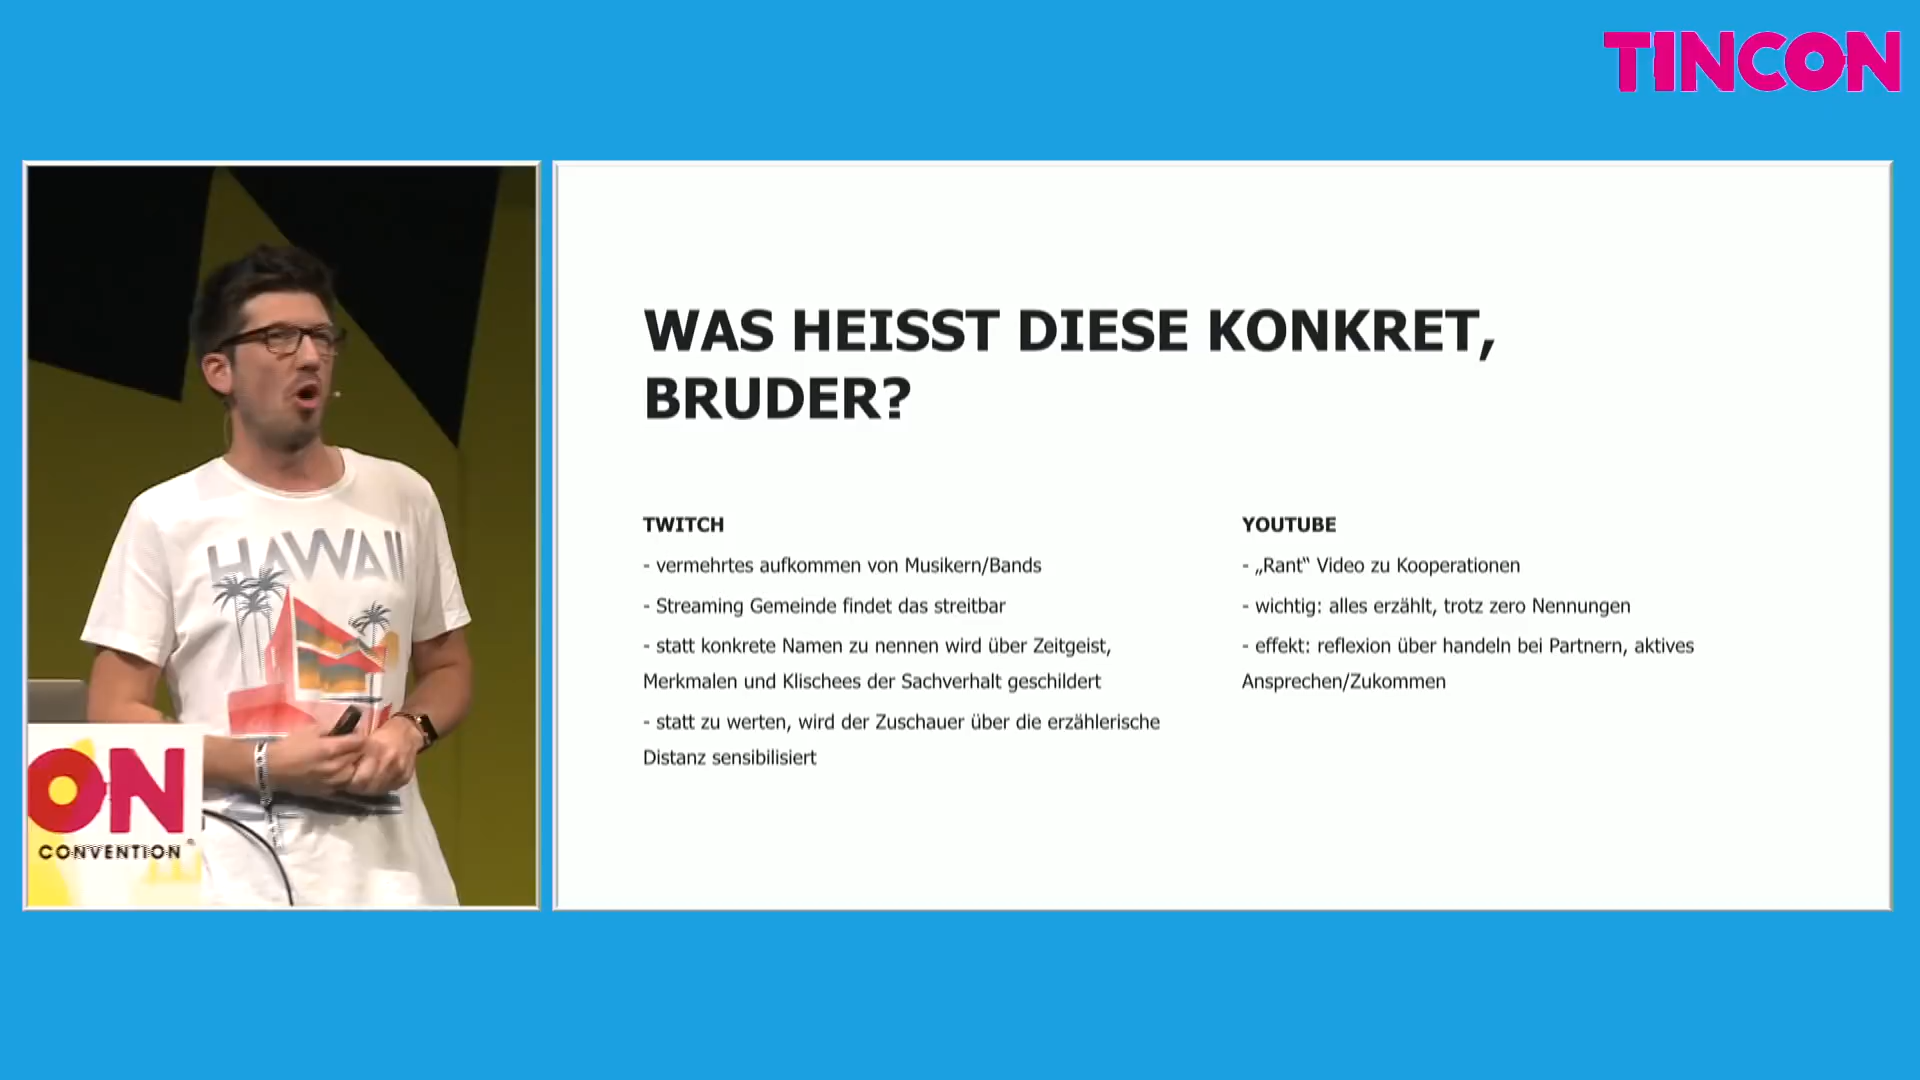 TINCON
WAS HEISST DIESE KONKRET,
BRUDER?
TWITCH
- vermehrtes aufkommen von Musikern/Bands
- Streaming Gemeinde findet das streitbar
- statt konkrete Namen zu nennen wird über Zeitgeist,
Merkmalen und Klischees der Sachverhalt geschildert
- statt zu werten, wird der Zuschauer über die erzählerische
Distanz sensibilisiert
YOUTUBE
- „Rant“ Video zu Kooperationen
- wichtig: alles erzählt, trotz zero Nennungen
- effekt: reflexion über handeln bei Partnern, aktives
Ansprechen/Zukommen
HAWAII
ON
CONVENTION